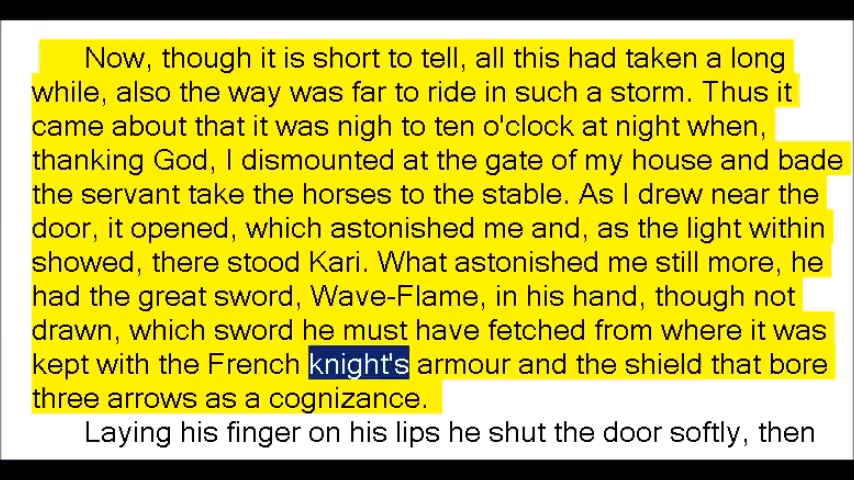 Now, though it is short to tell, all this had taken a long
while, also the way was far to ride in such a storm. Thus it
came about that it was nigh to ten o'clock at night when,
thanking God, I dismounted at the gate of my house and bade
the servant take the horses to the stable. As I drew near the
door, it opened, which astonished me and, as the light within
showed, there stood Kari. What astonished me still more, he
had the great sword, Wave-Flame, in his hand, though not
drawn, which sword he must have fetched from where it was
kept with the French knight's armour and the shield that bore
three arrows as a cognizance.
Laying his finger on his lips he shut the door softly, then